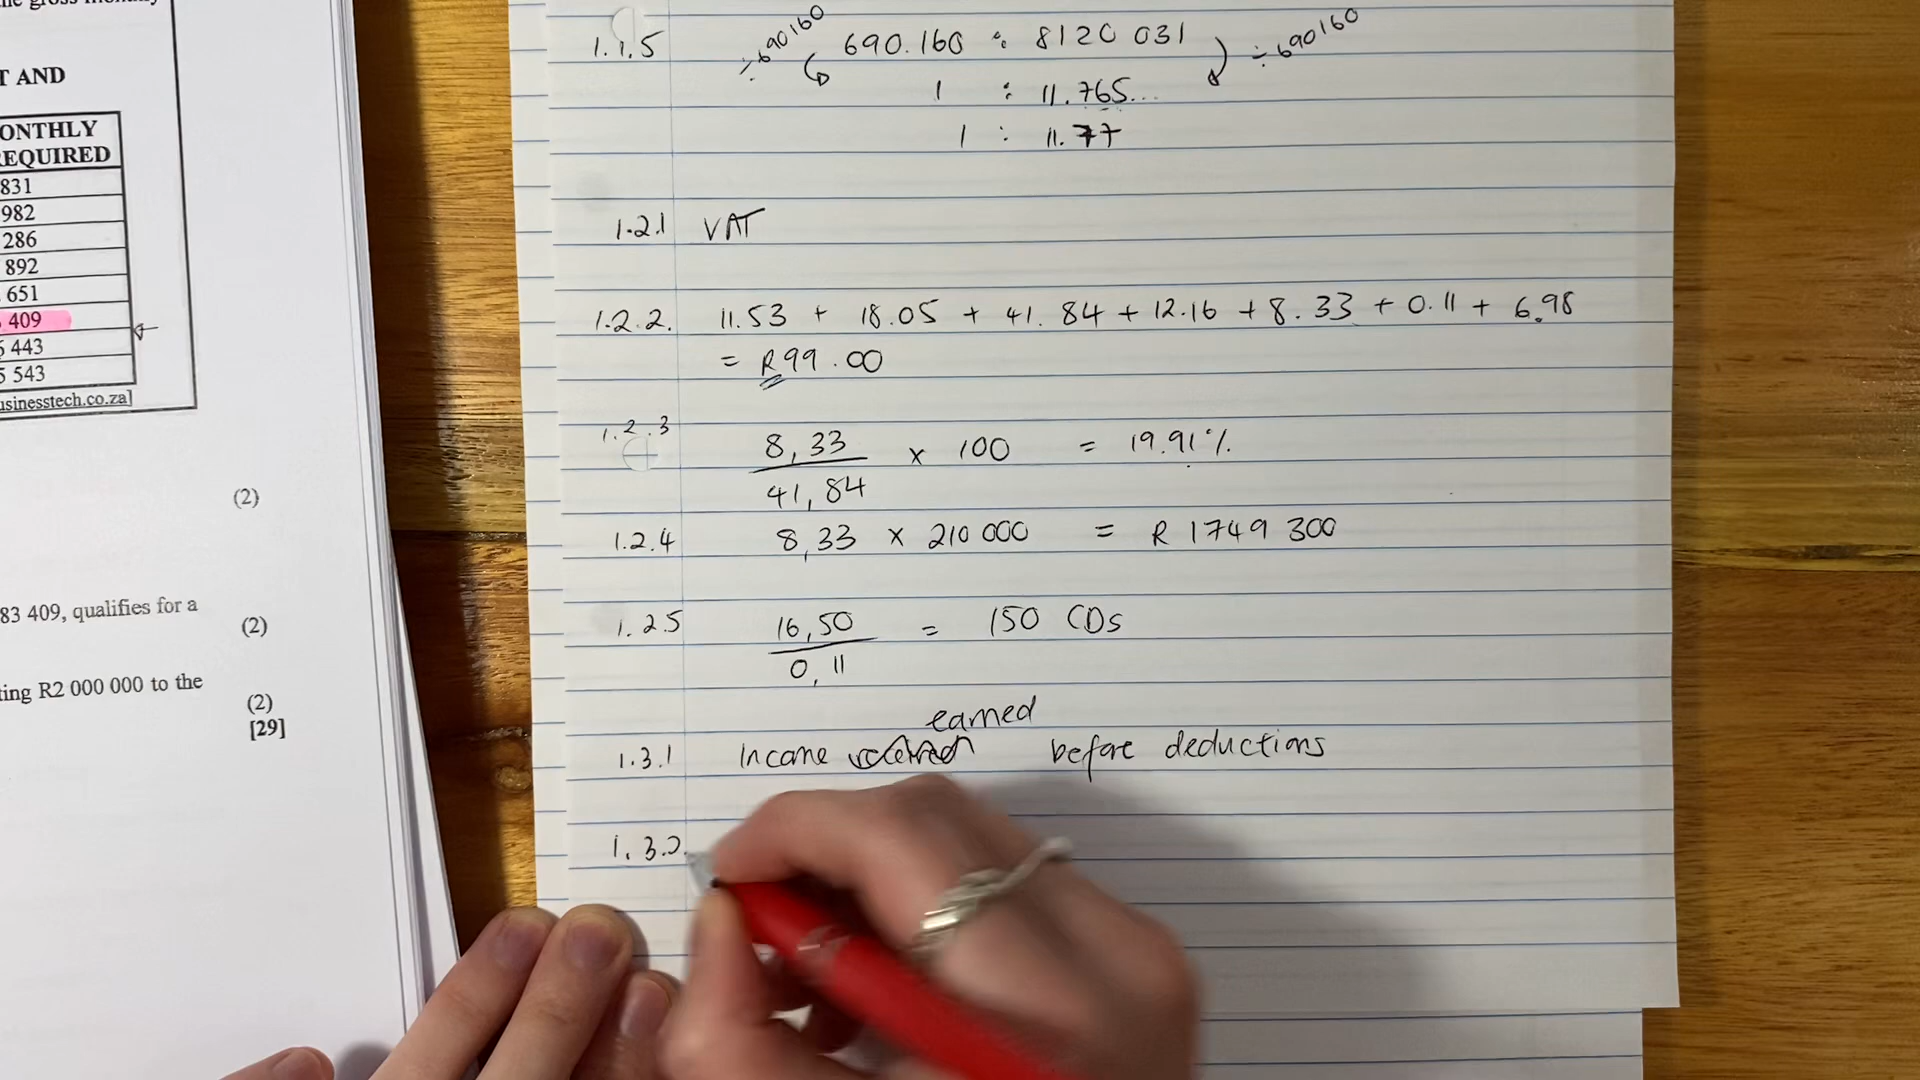 T AND
ONTHLY
REQUIRED
831
982
286
892
651
409
443
5 543
usinesstech.co.za]
(2)
83 409, qualifies for a
(2)
ting R2 000 000 to the
(2)
[29]
1.1.5 ÷690160 690.160 : 8120 031 ÷690160
1 : 11.765...
1 : 11.77
1.2.1 VAT
1.2.2. 11.53 + 18.05 + 41.84 + 12.16 + 8.33 + 0.11 + 6.98
= R99.00
1.2.3 8,33 / 41,84 × 100 = 19.91%
1.2.4 8,33 × 210 000 = R 1749 300
1.2.5 16,50 / 0,11 = 150 CDs
earned
1.3.1 Income before deductions
1.3.2.